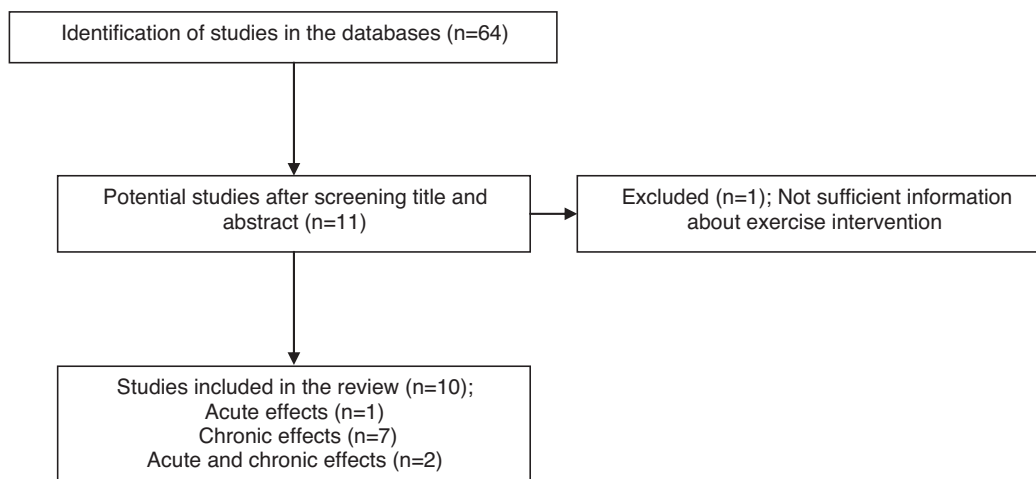 Identification of studies in the databases (n=64)
Potential studies after screening title and
abstract (n=11)
Excluded (n=1); Not sufficient information
about exercise intervention
Studies included in the review (n=10);
Acute effects (n=1)
Chronic effects (n=7)
Acute and chronic effects (n=2)